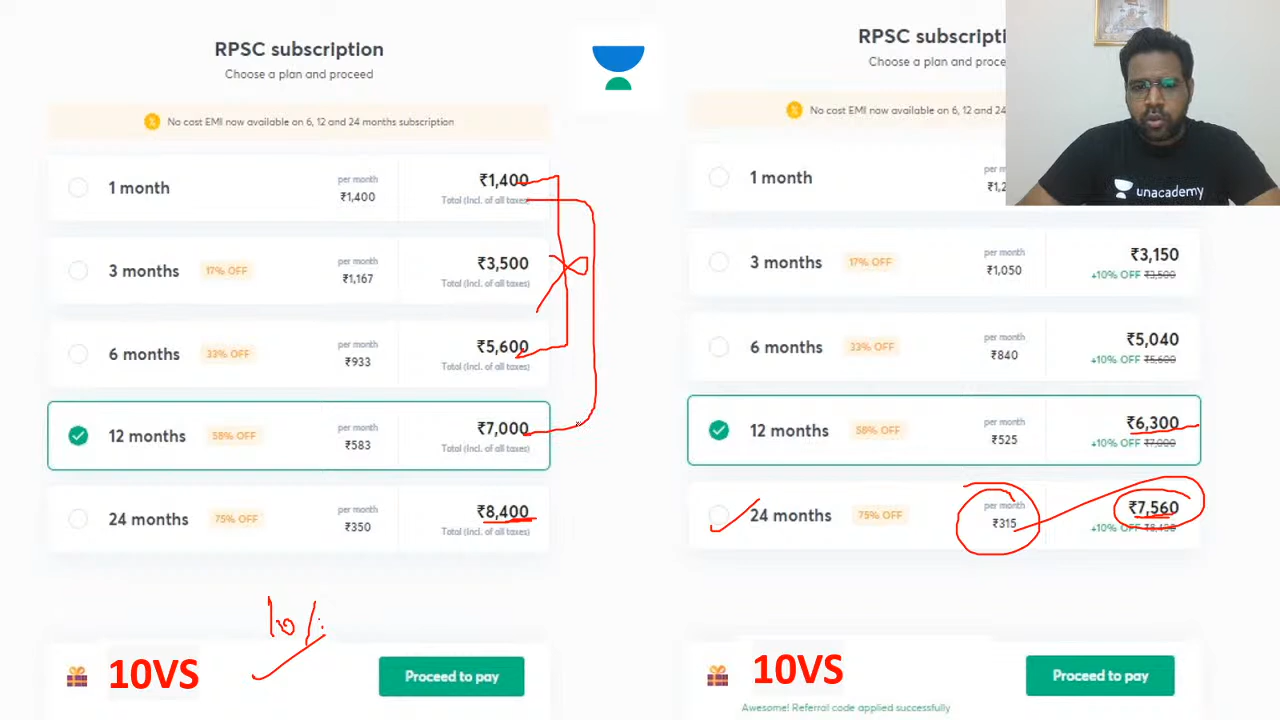 RPSC subscription
Choose a plan and proceed
No cost EMI now available on 6, 12 and 24 months subscription
1 month
per month
₹1,400
₹1,400
Total (Incl. of all taxes)
3 months
17% OFF
per month
₹1,167
₹3,500
Total (Incl. of all taxes)
6 months
33% OFF
per month
₹933
₹5,600
Total (Incl. of all taxes)
12 months
58% OFF
per month
₹583
₹7,000
Total (Incl. of all taxes)
24 months
75% OFF
per month
₹350
₹8,400
Total (Incl. of all taxes)
10%
10VS
Proceed to pay
RPSC subscripti
Choose a plan and proce
No cost EMI now available on 6, 12 and 24
1 month
per m
₹1,2
3 months
17% OFF
per month
₹1,050
₹3,150
+10% OFF ₹3,500
6 months
33% OFF
per month
₹840
₹5,040
+10% OFF ₹5,600
12 months
58% OFF
per month
₹525
₹6,300
+10% OFF ₹7,000
24 months
75% OFF
per month
₹315
₹7,560
+10% OFF ₹8,400
10VS
Awesome! Referral code applied successfully
Proceed to pay
unacademy